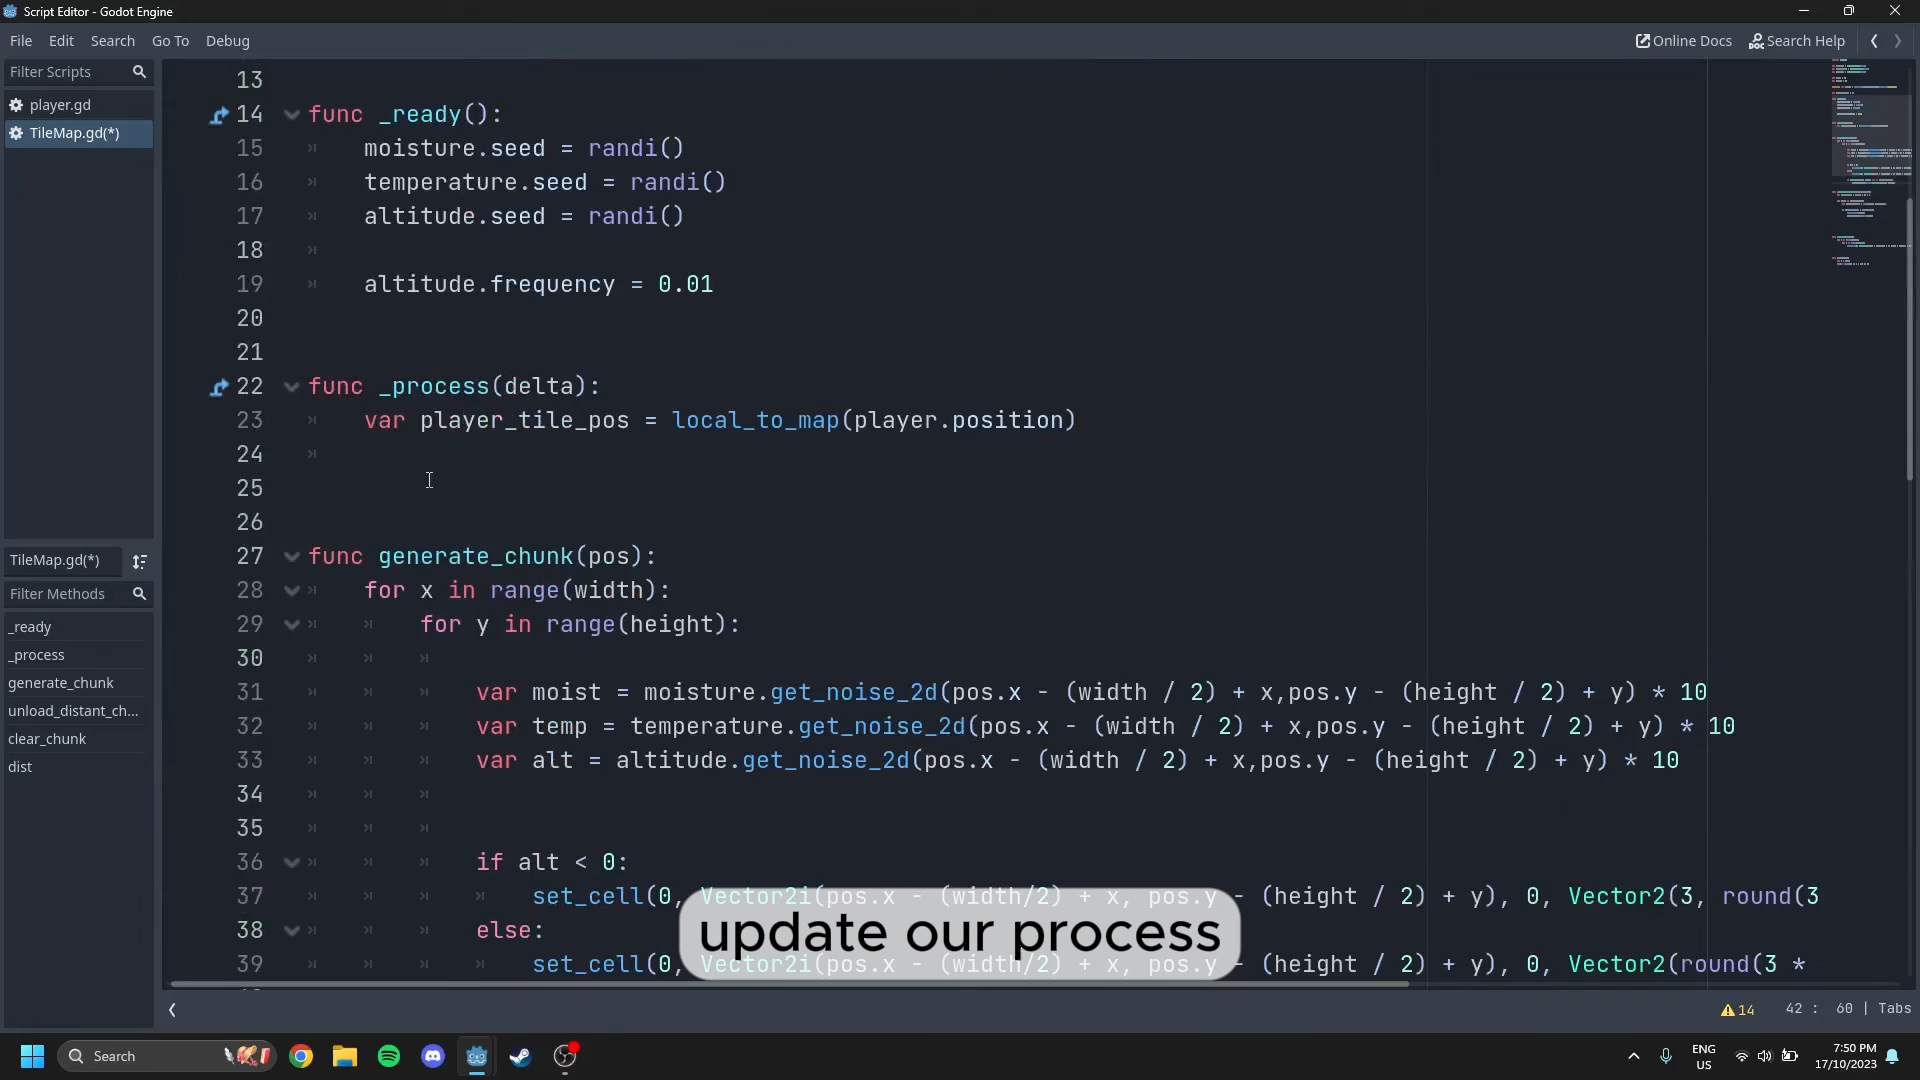 Script Editor - Godot Engine
File Edit Search Go To Debug
Online Docs Search Help
Filter Scripts
player.gd
TileMap.gd(*)
TileMap.gd(*)
Filter Methods
_ready
_process
generate_chunk
unload_distant_ch...
clear_chunk
dist
13
14 func _ready():
15 moisture.seed = randi()
16 temperature.seed = randi()
17 altitude.seed = randi()
18
19 altitude.frequency = 0.01
20
21
22 func _process(delta):
23 var player_tile_pos = local_to_map(player.position)
24
25
26
27 func generate_chunk(pos):
28 for x in range(width):
29 for y in range(height):
30
31 var moist = moisture.get_noise_2d(pos.x - (width / 2) + x,pos.y - (height / 2) + y) * 10
32 var temp = temperature.get_noise_2d(pos.x - (width / 2) + x,pos.y - (height / 2) + y) * 10
33 var alt = altitude.get_noise_2d(pos.x - (width / 2) + x,pos.y - (height / 2) + y) * 10
34
35
36 if alt < 0:
37 set_cell(0, Vector2i(pos.x - (width/2) + x, pos.y - (height / 2) + y), 0, Vector2(3, round(3
38 else:
39 set_cell(0, Vector2i(pos.x - (width/2) + x, pos.y - (height / 2) + y), 0, Vector2(round(3 *
update our process
14 42 : 60 | Tabs
Search
ENG
US
7:50 PM
17/10/2023